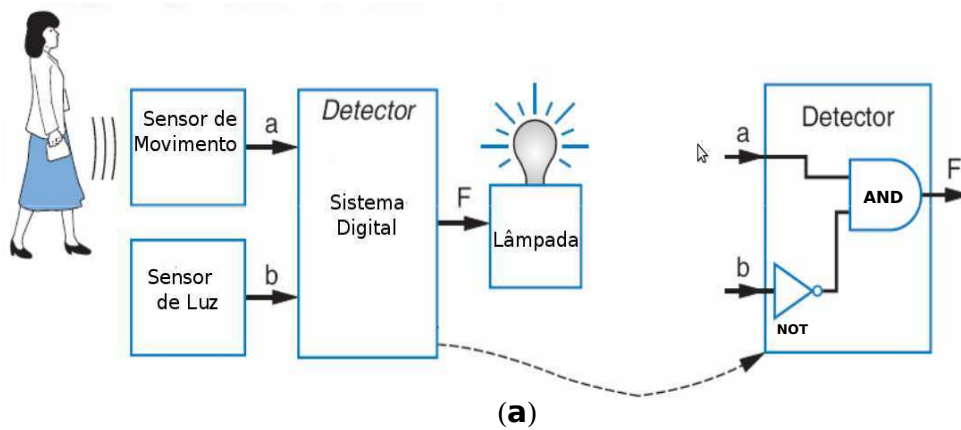 Sensor de
Movimento
a
Detector
Sistema
Digital
F
Lâmpada
Sensor
de Luz
b
Detector
a
AND
F
b
NOT
(a)